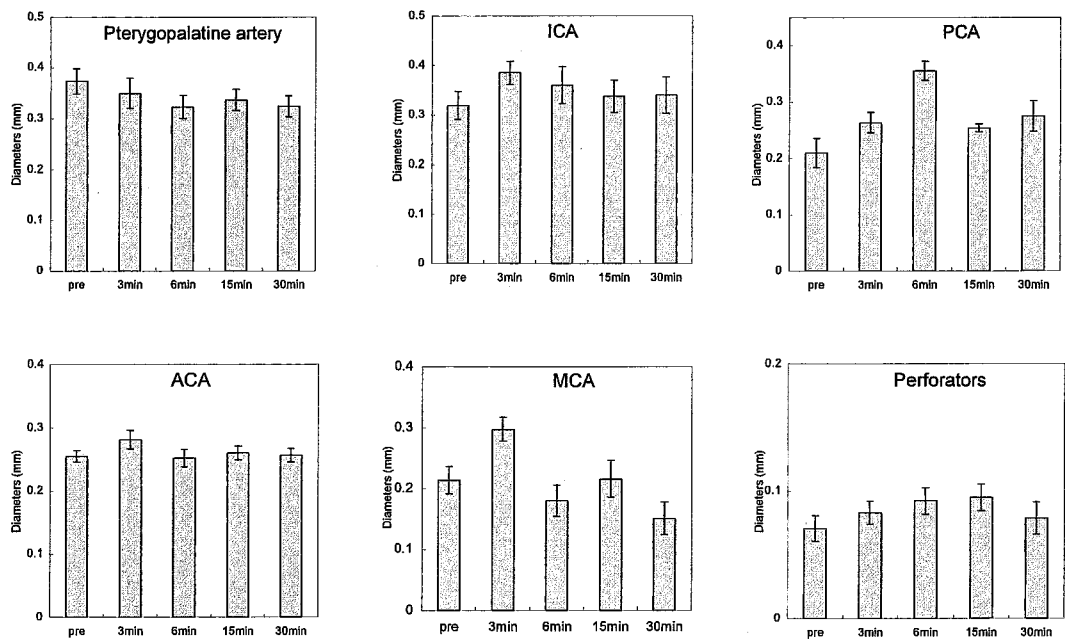 Pterygopalatine artery
0.5
0.4
0.3
0.2
0.1
0
Diameters (mm)
pre 3min 6min 15min 30min
ICA
0.5
0.4
0.3
0.2
0.1
0
Diameters (mm)
pre 3min 6min 15min 30min
PCA
0.4
0.3
0.2
0.1
0
Diameters (mm)
pre 3min 6min 15min 30min
ACA
0.4
0.3
0.2
0.1
0
Diameters (mm)
pre 3min 6min 15min 30min
MCA
0.4
0.3
0.2
0.1
0
Diameters (mm)
pre 3min 6min 15min 30min
Perforators
0.2
0.1
0
Diameters (mm)
pre 3min 6min 15min 30min